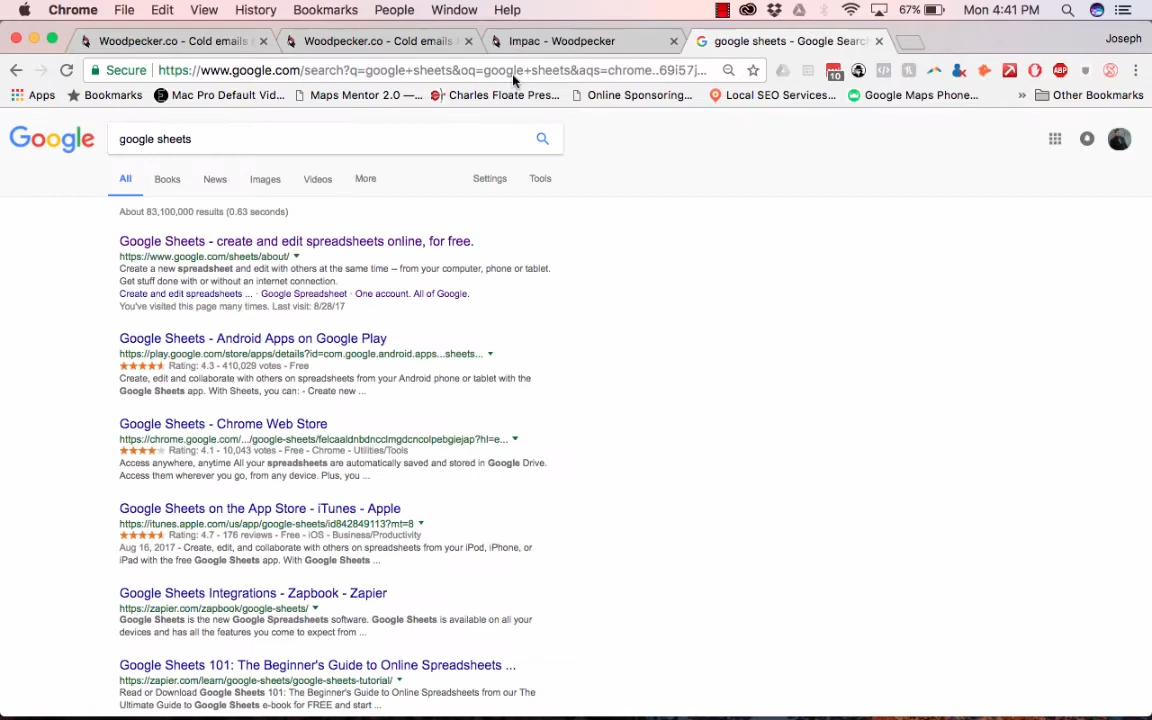 Chrome File Edit View History Bookmarks People Window Help 67% Mon 4:41 PM
Woodpecker.co - Cold emails Woodpecker.co - Cold emails Impac - Woodpecker google sheets - Google Search Joseph
Secure https://www.google.com/search?q=google+sheets&oq=google+sheets&aqs=chrome..69i57j... 10 ABP
Apps Bookmarks Mac Pro Default Vid... Maps Mentor 2.0 —... Charles Floate Pres... Online Sponsoring... Local SEO Services... Google Maps Phone... » Other Bookmarks
Google google sheets
All Books News Images Videos More Settings Tools
About 83,100,000 results (0.63 seconds)
Google Sheets - create and edit spreadsheets online, for free.
https://www.google.com/sheets/about/
Create a new spreadsheet and edit with others at the same time -- from your computer, phone or tablet.
Get stuff done with or without an internet connection.
Create and edit spreadsheets ... · Google Spreadsheet · One account. All of Google.
You've visited this page many times. Last visit: 8/28/17
Google Sheets - Android Apps on Google Play
https://play.google.com/store/apps/details?id=com.google.android.apps...sheets...
Rating: 4.3 - 410,029 votes - Free
Create, edit and collaborate with others on spreadsheets from your Android phone or tablet with the
Google Sheets app. With Sheets, you can: - Create new ...
Google Sheets - Chrome Web Store
https://chrome.google.com/.../google-sheets/felcaaldnbdncclmgdcncolpebgiejap?hl=e...
Rating: 4.1 - 10,043 votes - Free - Chrome - Utilities/Tools
Access anywhere, anytime All your spreadsheets are automatically saved and stored in Google Drive.
Access them wherever you go, from any device. Plus, you ...
Google Sheets on the App Store - iTunes - Apple
https://itunes.apple.com/us/app/google-sheets/id842849113?mt=8
Rating: 4.7 - 176 reviews - Free - iOS - Business/Productivity
Aug 16, 2017 - Create, edit, and collaborate with others on spreadsheets from your iPod, iPhone, or
iPad with the free Google Sheets app. With Google Sheets ...
Google Sheets Integrations - Zapbook - Zapier
https://zapier.com/zapbook/google-sheets/
Google Sheets is the new Google Spreadsheets software. Google Sheets is available on all your
devices and has all the features you come to expect from ...
Google Sheets 101: The Beginner's Guide to Online Spreadsheets ...
https://zapier.com/learn/google-sheets/google-sheets-tutorial/
Read or Download Google Sheets 101: The Beginner's Guide to Online Spreadsheets from our The
Ultimate Guide to Google Sheets e-book for FREE and start ...